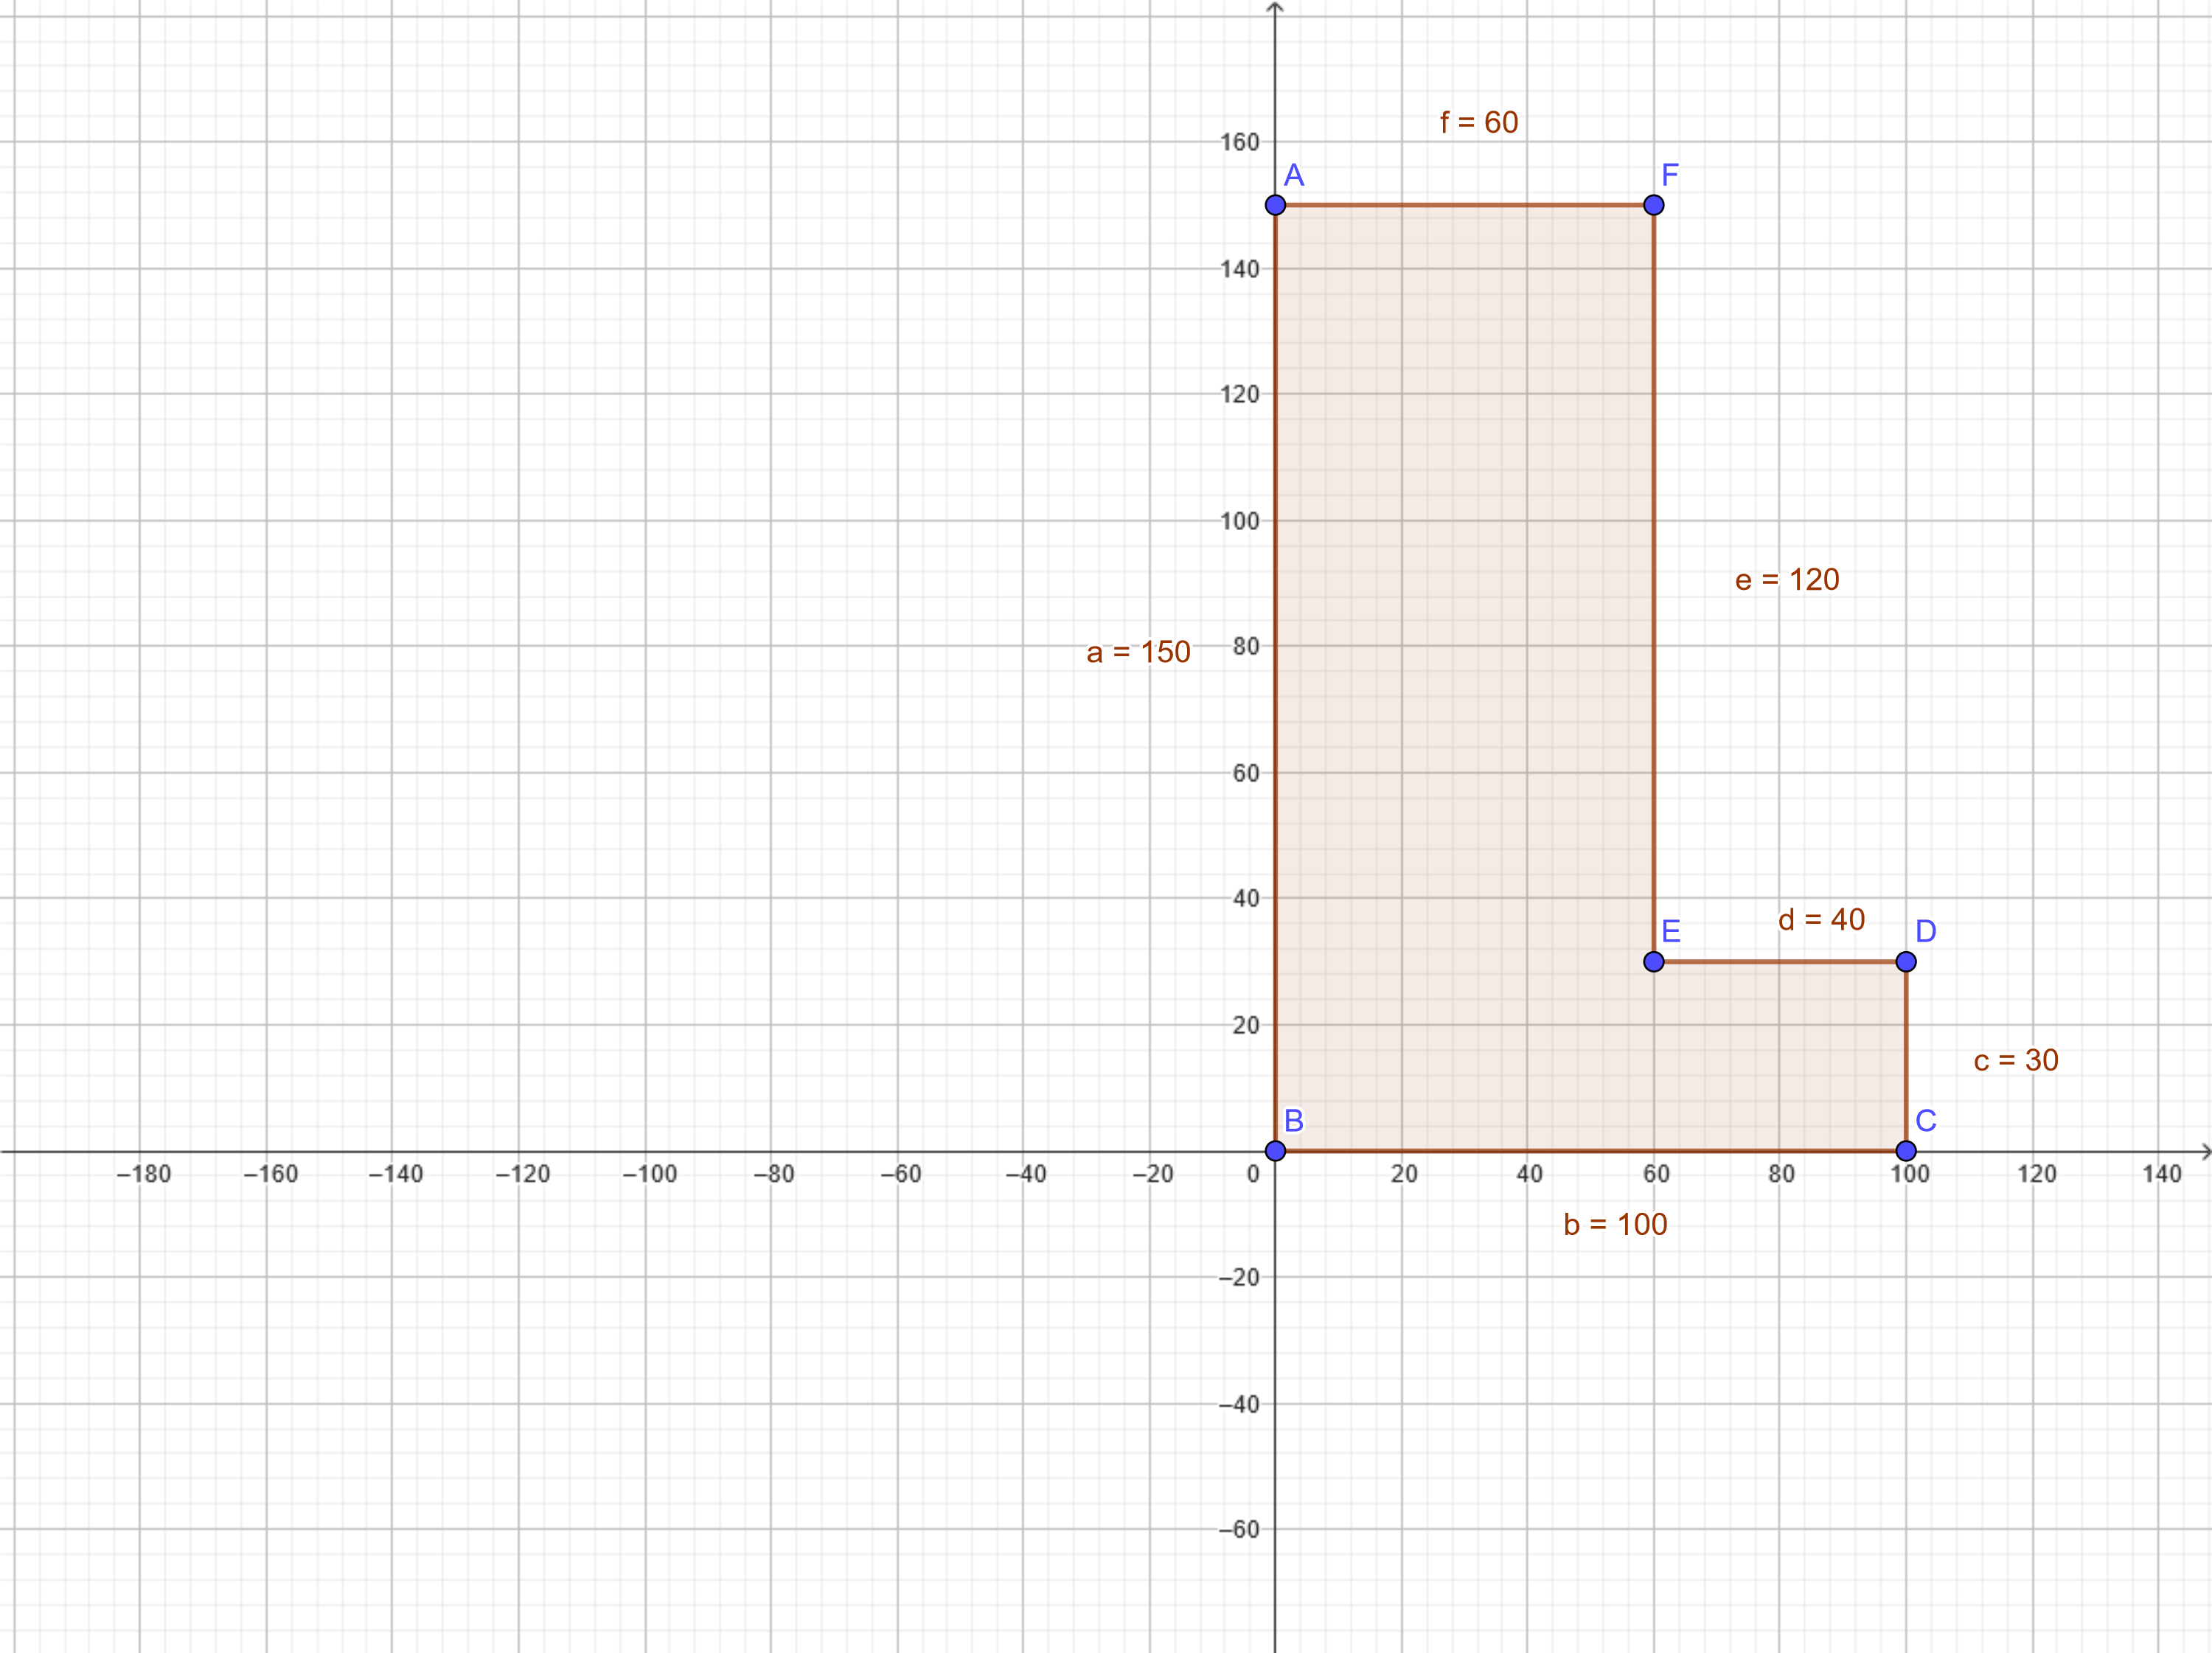 f = 60
160
A
F
140
120
100
e = 120
a = 150
80
60
40
d = 40
E
D
20
c = 30
B
C
–180 –160 –140 –120 –100 –80 –60 –40 –20 0 20 40 60 80 100 120 140
b = 100
–20
–40
–60